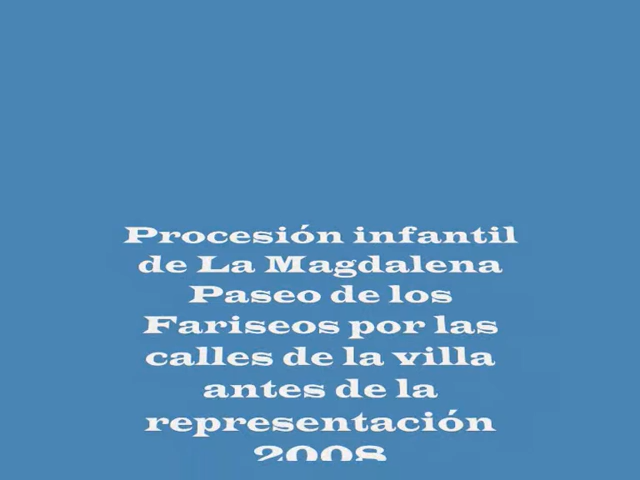 Procesión infantil
de La Magdalena
Paseo de los
Fariseos por las
calles de la villa
antes de la
representación
2008